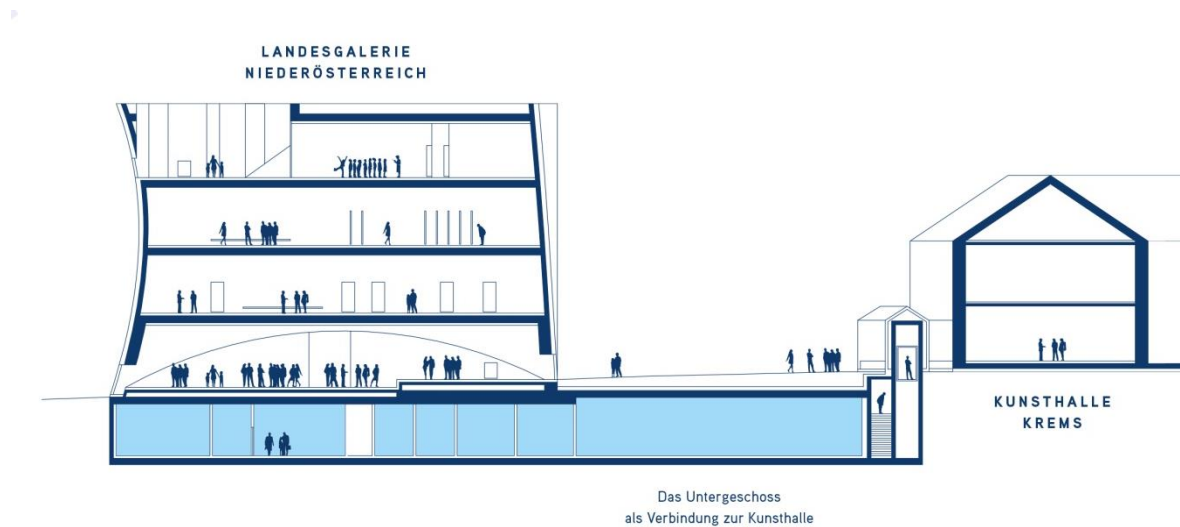 LANDESGALERIE
NIEDERÖSTERREICH
KUNSTHALLE
KREMS
Das Untergeschoss
als Verbindung zur Kunsthalle